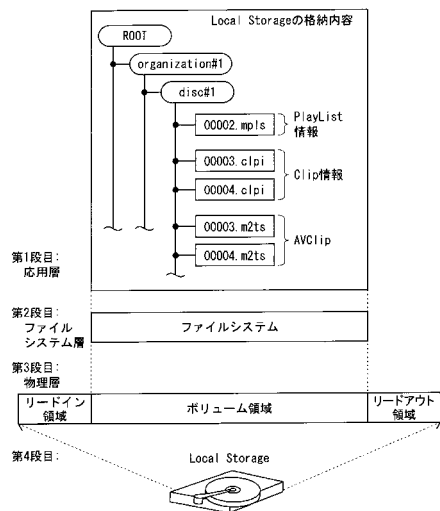 Local Storageの格納内容
ROOT
organization#1
disc#1
00002.mpls
PlayList
情報
00003.clpi
Clip情報
00004.clpi
00003.m2ts
AVClip
00004.m2ts
第1段目:
応用層
第2段目:
ファイル
システム層
ファイルシステム
第3段目:
物理層
リードイン
領域
ボリューム領域
リードアウト
領域
第4段目:
Local Storage